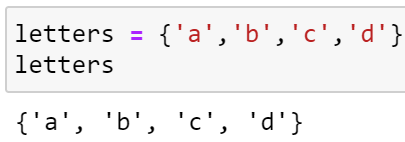 letters = {'a','b','c','d'}
letters
{'a', 'b', 'c', 'd'}